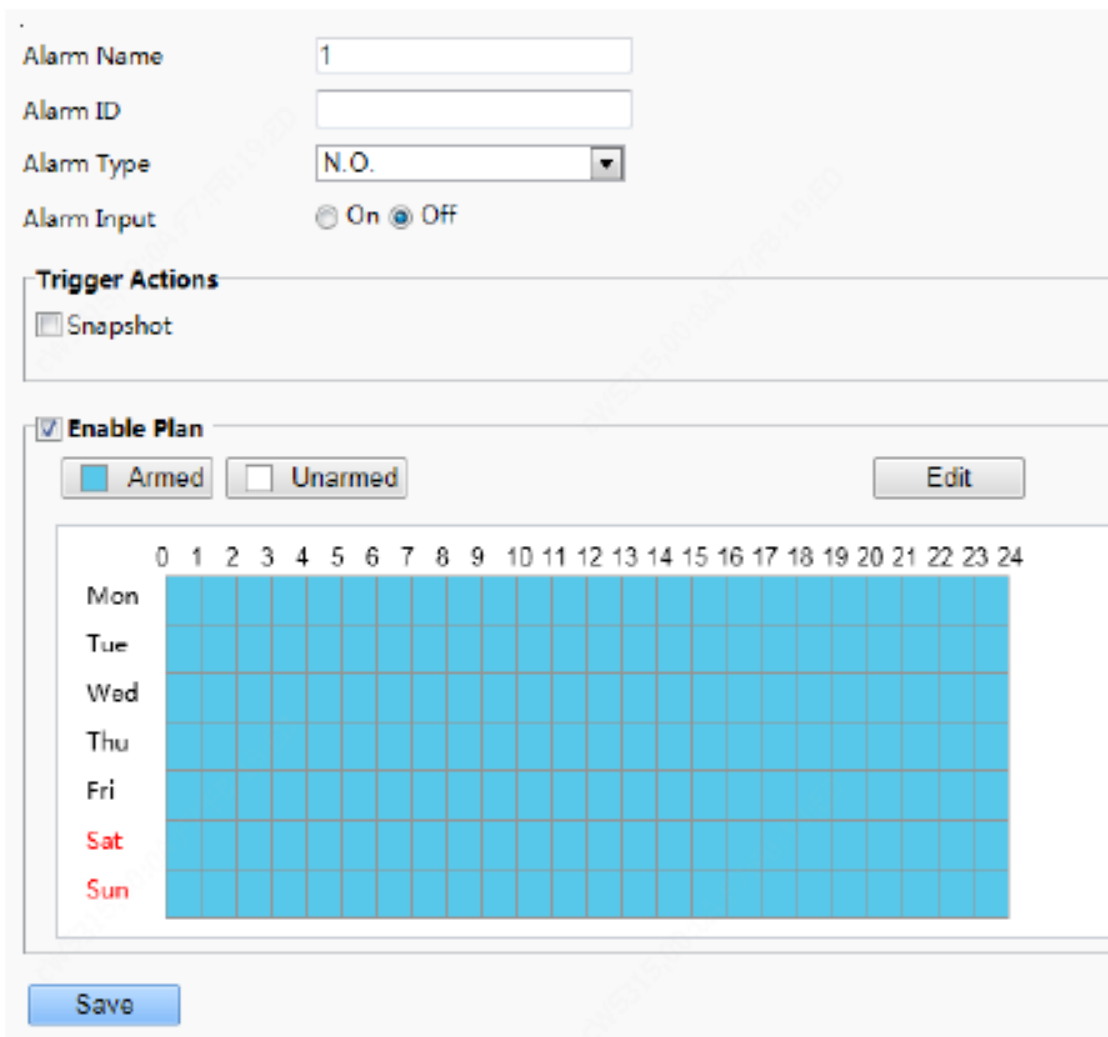 Alarm Name 1
Alarm ID
Alarm Type N.O.
Alarm Input On Off
Trigger Actions
Snapshot
Enable Plan
Armed Unarmed Edit
0 1 2 3 4 5 6 7 8 9 10 11 12 13 14 15 16 17 18 19 20 21 22 23 24
Mon
Tue
Wed
Thu
Fri
Sat
Sun
Save